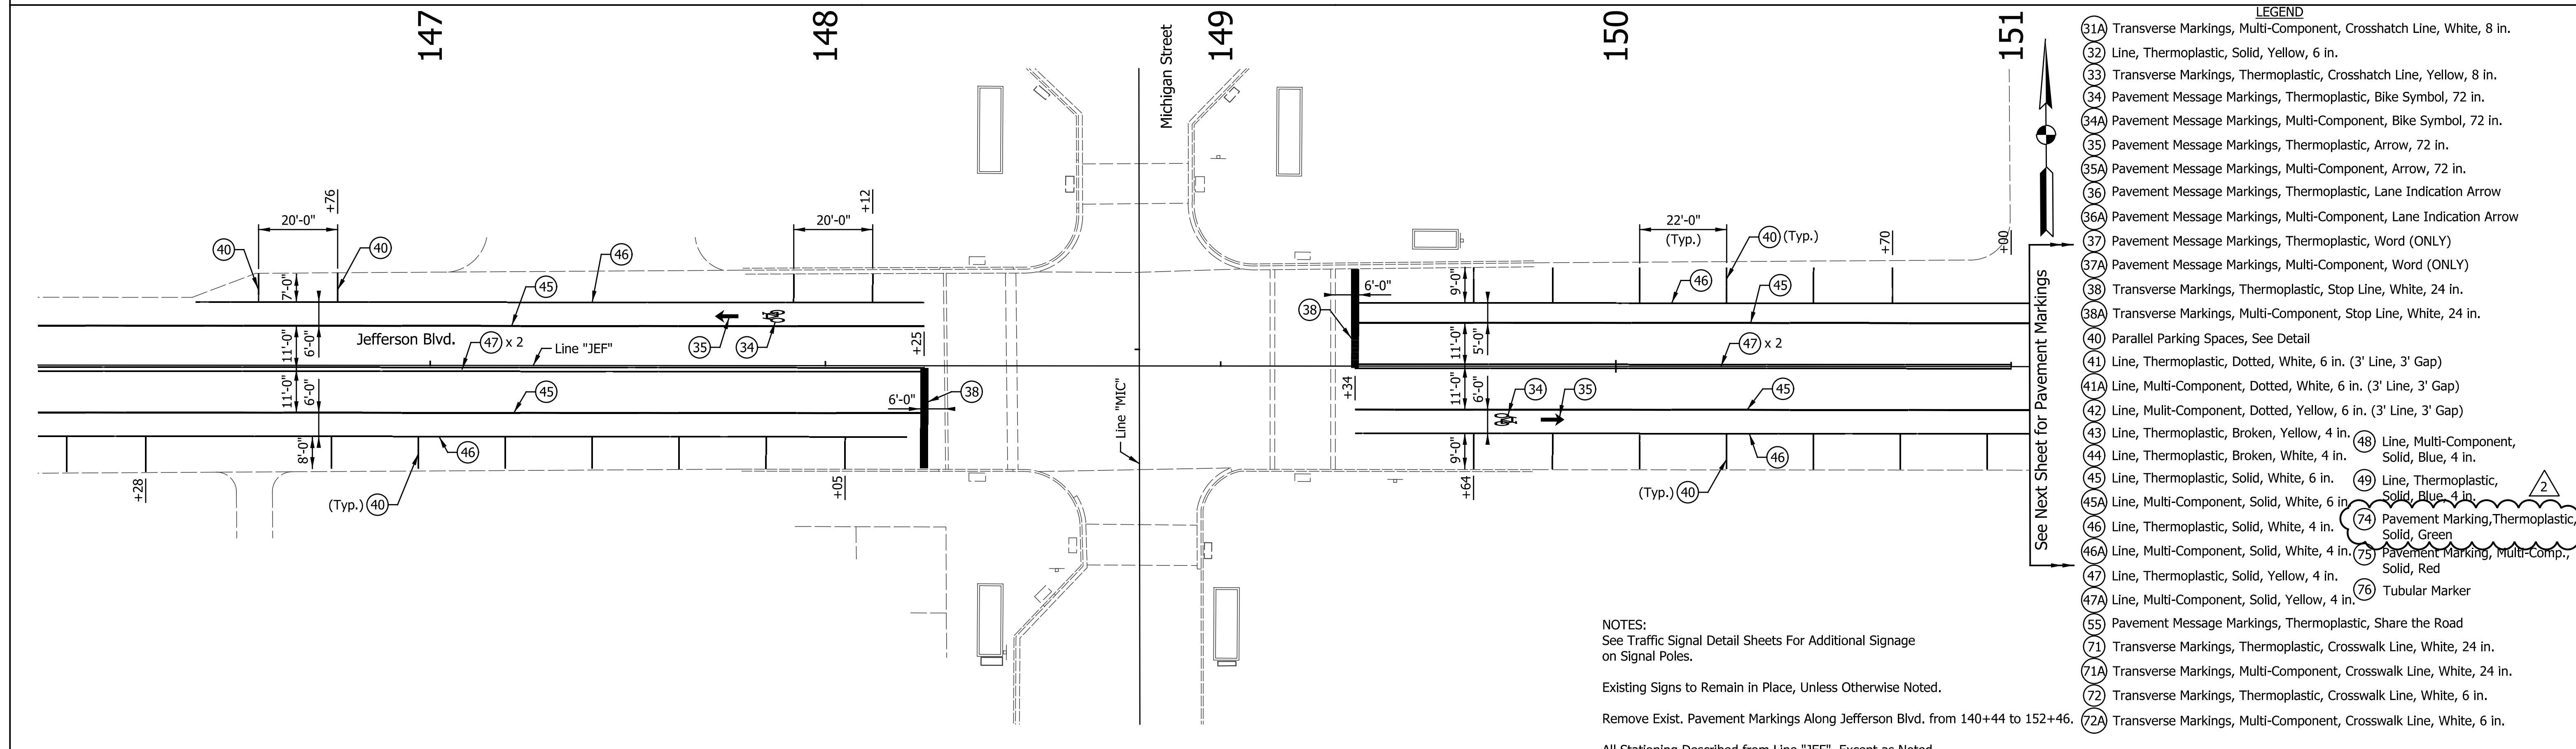 147
148
149
150
151
Michigan Street
+76
20'-0"
40
40
46
45
7'-0"
20'-0"
+12
35
34
+25
Jefferson Blvd.
47 x 2
Line "JEF"
11'-0"
6'-0"
11'-0"
6'-0"
45
6'-0"
38
8'-0"
46
+28
(Typ.) 40
+05
Line "MIC"
22'-0"
(Typ.)
40 (Typ.)
+70
+00
9'-0"
46
45
6'-0"
38
11'-0"
5'-0"
47 x 2
+34
11'-0"
6'-0"
34
35
45
9'-0"
46
+64
(Typ.) 40
See Next Sheet for Pavement Markings
NOTES:
See Traffic Signal Detail Sheets For Additional Signage
on Signal Poles.
Existing Signs to Remain in Place, Unless Otherwise Noted.
Remove Exist. Pavement Markings Along Jefferson Blvd. from 140+44 to 152+46.
All Stationing Described from Line "JEF", Except as Noted
LEGEND
31A Transverse Markings, Multi-Component, Crosshatch Line, White, 8 in.
32 Line, Thermoplastic, Solid, Yellow, 6 in.
33 Transverse Markings, Thermoplastic, Crosshatch Line, Yellow, 8 in.
34 Pavement Message Markings, Thermoplastic, Bike Symbol, 72 in.
34A Pavement Message Markings, Multi-Component, Bike Symbol, 72 in.
35 Pavement Message Markings, Thermoplastic, Arrow, 72 in.
35A Pavement Message Markings, Multi-Component, Arrow, 72 in.
36 Pavement Message Markings, Thermoplastic, Lane Indication Arrow
36A Pavement Message Markings, Multi-Component, Lane Indication Arrow
37 Pavement Message Markings, Thermoplastic, Word (ONLY)
37A Pavement Message Markings, Multi-Component, Word (ONLY)
38 Transverse Markings, Thermoplastic, Stop LIne, White, 24 in.
38A Transverse Markings, Multi-Component, Stop Line, White, 24 in.
40 Parallel Parking Spaces, See Detail
41 Line, Thermoplastic, Dotted, White, 6 in. (3' Line, 3' Gap)
41A Line, Multi-Component, Dotted, White, 6 in. (3' Line, 3' Gap)
42 Line, Mulit-Component, Dotted, Yellow, 6 in. (3' Line, 3' Gap)
43 Line, Thermoplastic, Broken, Yellow, 4 in.
44 Line, Thermoplastic, Broken, White, 4 in.
45 Line, Thermoplastic, Solid, White, 6 in.
45A Line, Multi-Component, Solid, White, 6 in
46 Line, Thermoplastic, Solid, White, 4 in.
46A Line, Multi-Component, Solid, White, 4 in.
47 Line, Thermoplastic, Solid, Yellow, 4 in.
47A Line, Multi-Component, Solid, Yellow, 4 in.
55 Pavement Message Markings, Thermoplastic, Share the Road
71 Transverse Markings, Thermoplastic, Crosswalk Line, White, 24 in.
71A Transverse Markings, Multi-Component, Crosswalk Line, White, 24 in.
72 Transverse Markings, Thermoplastic, Crosswalk Line, White, 6 in.
72A Transverse Markings, Multi-Component, Crosswalk Line, White, 6 in.
48 Line, Multi-Component,
Solid, Blue, 4 in.
49 Line, Thermoplastic,
Solid, Blue, 4 in.
2
74 Pavement Marking,Thermoplastic,
Solid, Green
75 Pavement Marking, Multi-Comp.,
Solid, Red
76 Tubular Marker